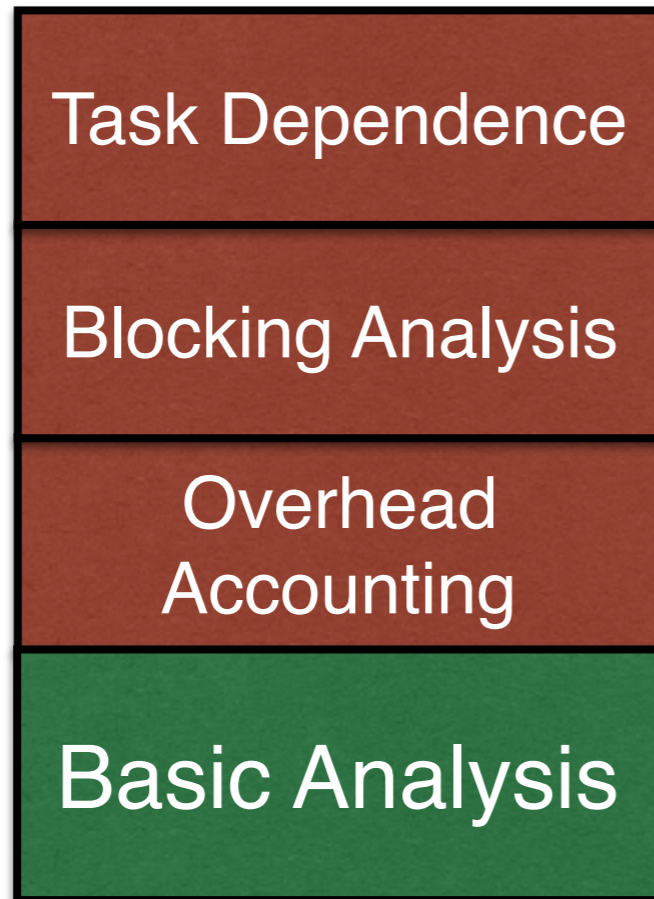 Task Dependence
Blocking Analysis
Overhead
Accounting
Basic Analysis